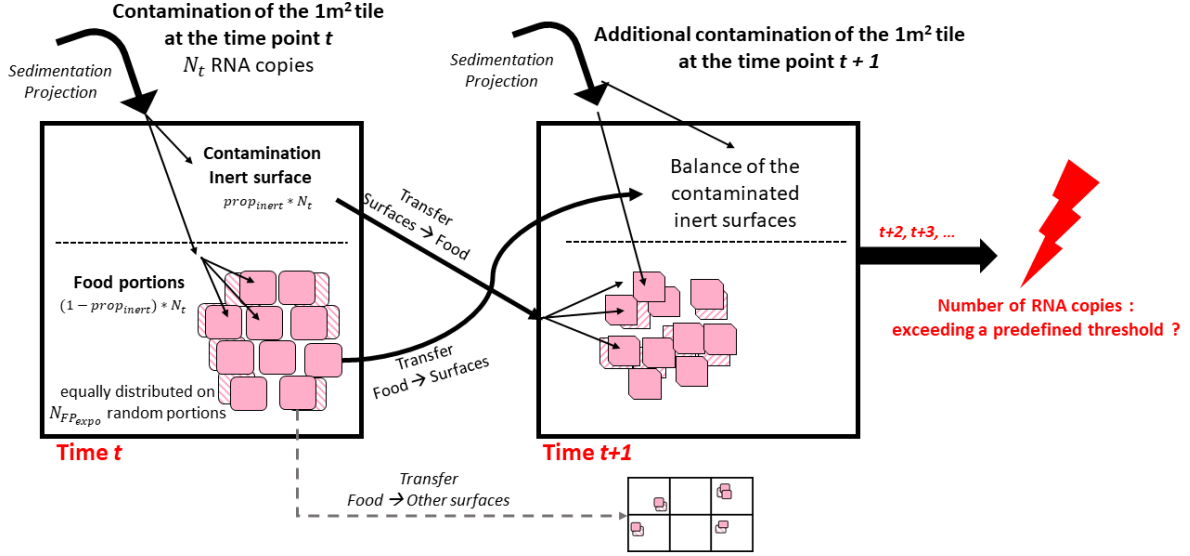 Contamination of the 1m² tile
at the time point t
Nₜ RNA copies
Sedimentation
Projection
Additional contamination of the 1m² tile
at the time point t + 1
Sedimentation
Projection
Contamination
Inert surface
prop_inert * Nₜ
Transfer
Surfaces → Food
Balance of the
contaminated
inert surfaces
t+2, t+3, ...
Food portions
(1 − prop_inert) * Nₜ
Number of RNA copies :
exceeding a predefined threshold ?
Transfer
Food → Surfaces
equally distributed on
N_FP_expo random portions
Time t
Time t+1
Transfer
Food → Other surfaces